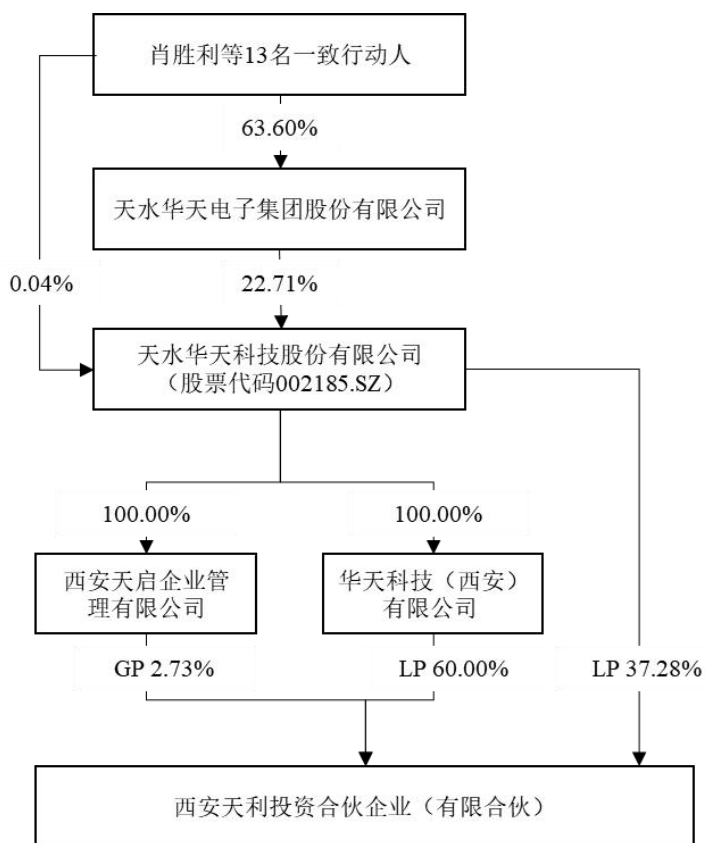 肖胜利等13名一致行动人
63.60%
天水华天电子集团股份有限公司
0.04%
22.71%
天水华天科技股份有限公司
（股票代码002185.SZ）
100.00%
100.00%
西安天启企业管
理有限公司
华天科技（西安）
有限公司
GP 2.73%
LP 60.00%
LP 37.28%
西安天利投资合伙企业（有限合伙）